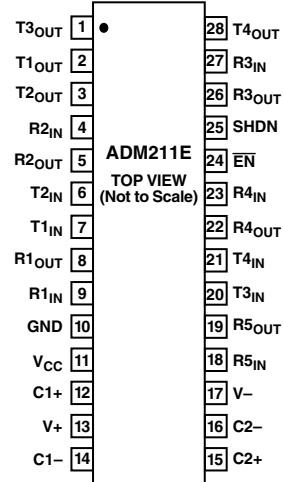 T3OUT 1 28 T4OUT
T1OUT 2 27 R3IN
T2OUT 3 26 R3OUT
R2IN 4 25 SHDN
R2OUT 5 ADM211E 24 EN
TOP VIEW
T2IN 6 (Not to Scale) 23 R4IN
T1IN 7 22 R4OUT
R1OUT 8 21 T4IN
R1IN 9 20 T3IN
GND 10 19 R5OUT
VCC 11 18 R5IN
C1+ 12 17 V–
V+ 13 16 C2–
C1– 14 15 C2+